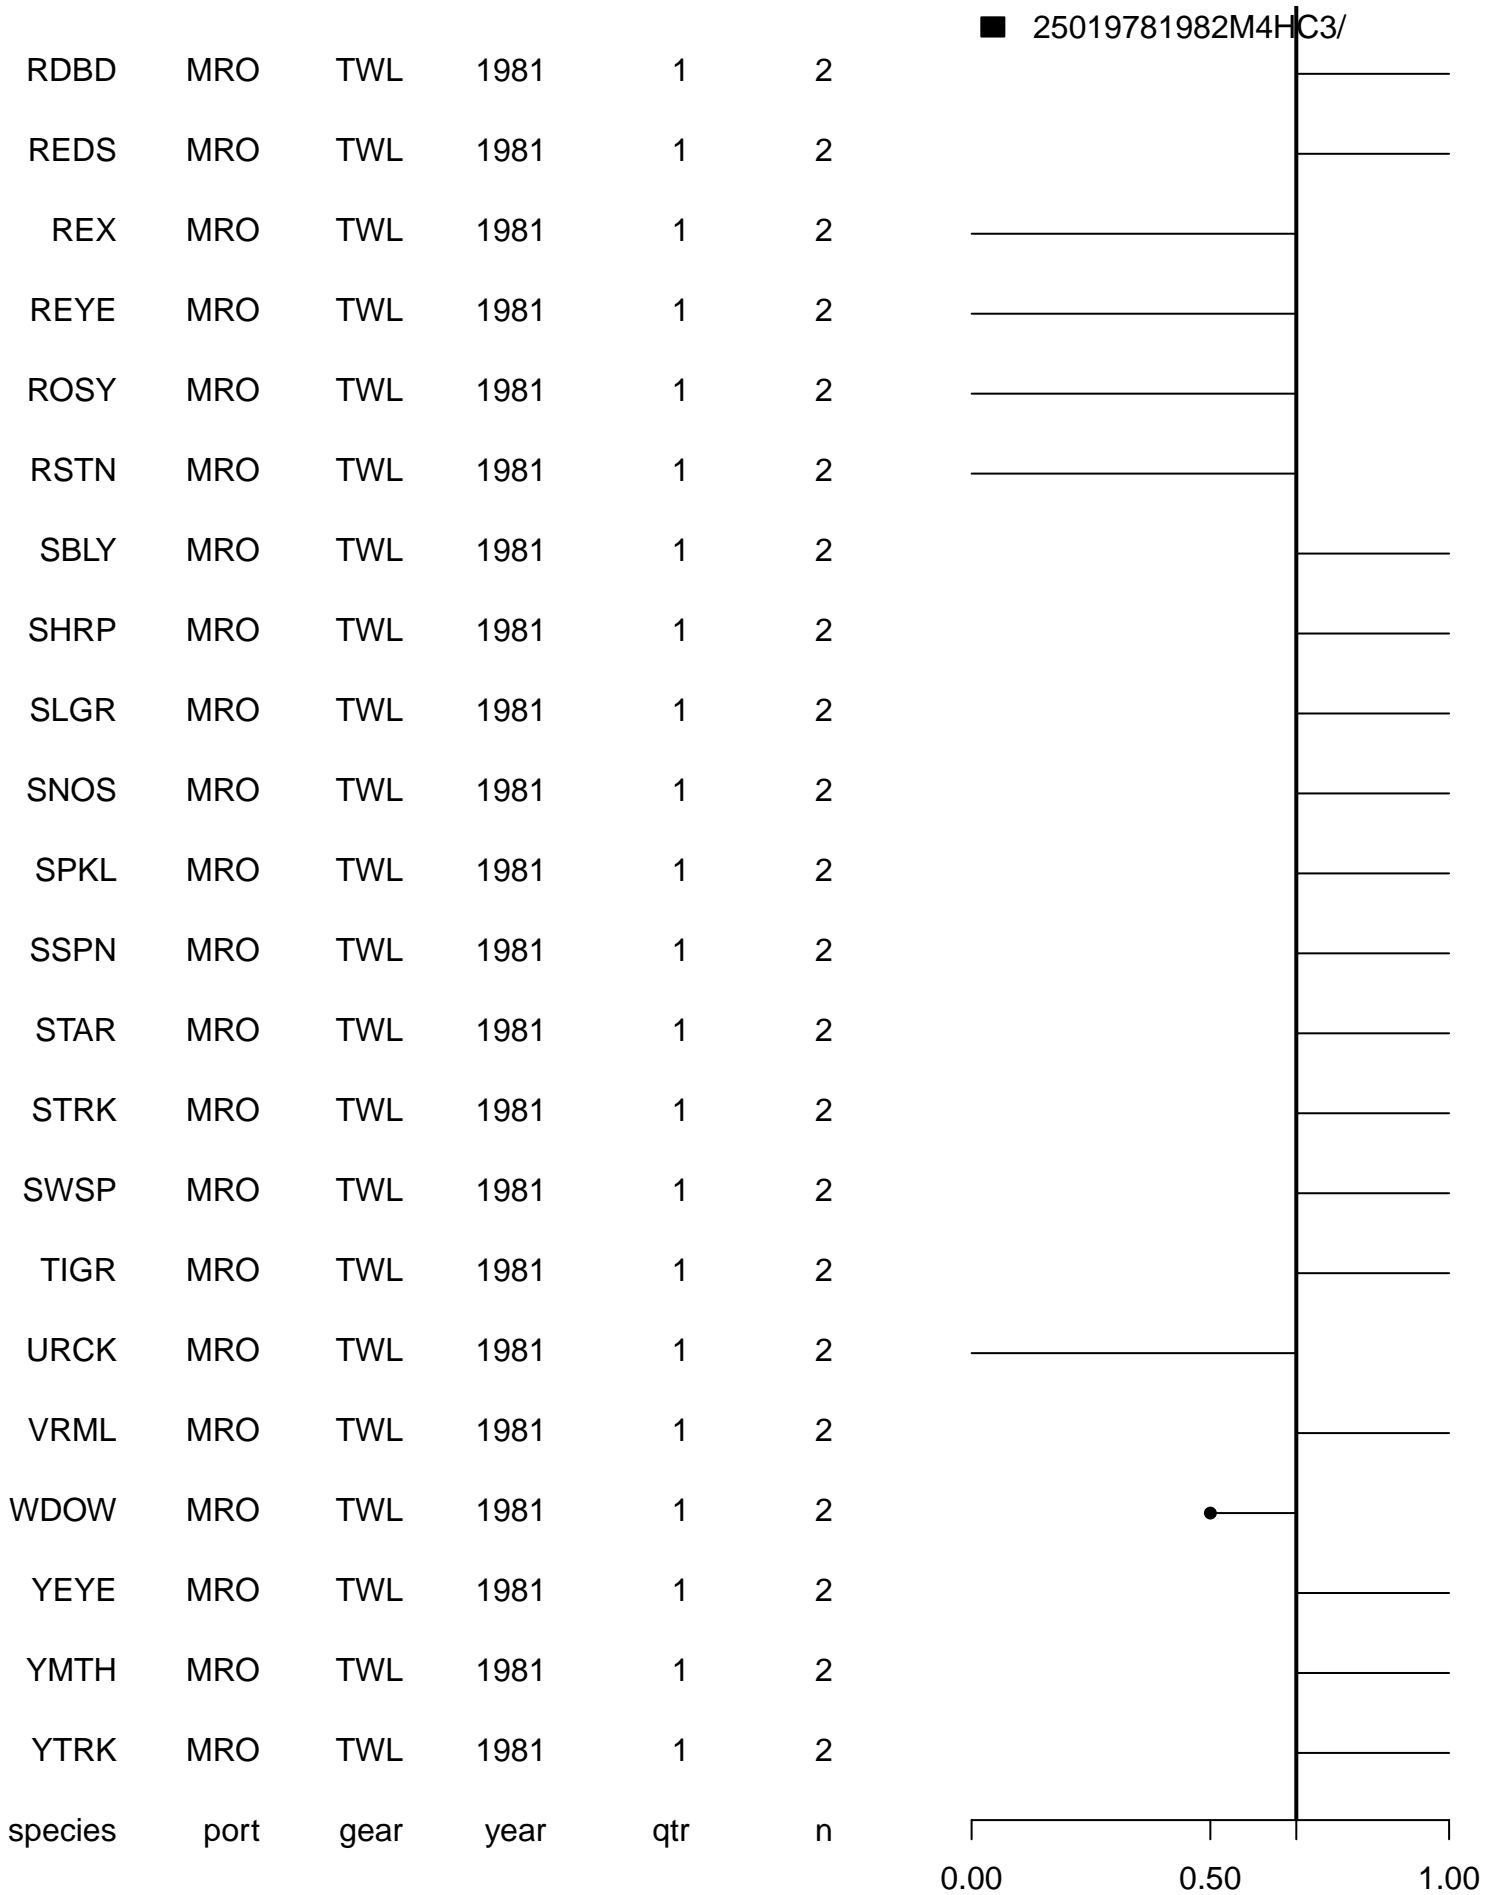 25019781982M4HC3/
RDBD MRO TWL 1981 1 2
REDS MRO TWL 1981 1 2
REX MRO TWL 1981 1 2
REYE MRO TWL 1981 1 2
ROSY MRO TWL 1981 1 2
RSTN MRO TWL 1981 1 2
SBLY MRO TWL 1981 1 2
SHRP MRO TWL 1981 1 2
SLGR MRO TWL 1981 1 2
SNOS MRO TWL 1981 1 2
SPKL MRO TWL 1981 1 2
SSPN MRO TWL 1981 1 2
STAR MRO TWL 1981 1 2
STRK MRO TWL 1981 1 2
SWSP MRO TWL 1981 1 2
TIGR MRO TWL 1981 1 2
URCK MRO TWL 1981 1 2
VRML MRO TWL 1981 1 2
WDOW MRO TWL 1981 1 2
YEYE MRO TWL 1981 1 2
YMTH MRO TWL 1981 1 2
YTRK MRO TWL 1981 1 2
species port gear year qtr n
0.00 0.50 1.00